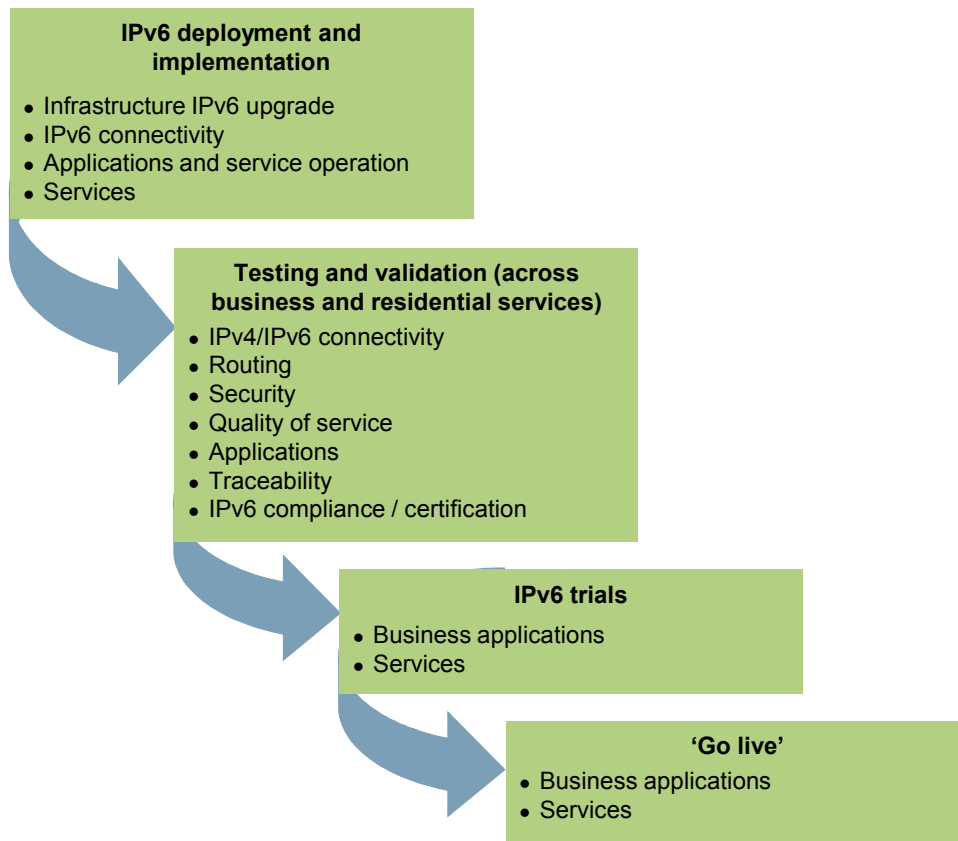 IPv6 deployment and
implementation
● Infrastructure IPv6 upgrade
● IPv6 connectivity
● Applications and service operation
● Services
Testing and validation (across
business and residential services)
● IPv4/IPv6 connectivity
● Routing
● Security
● Quality of service
● Applications
● Traceability
● IPv6 compliance / certification
IPv6 trials
● Business applications
● Services
‘Go live’
● Business applications
● Services